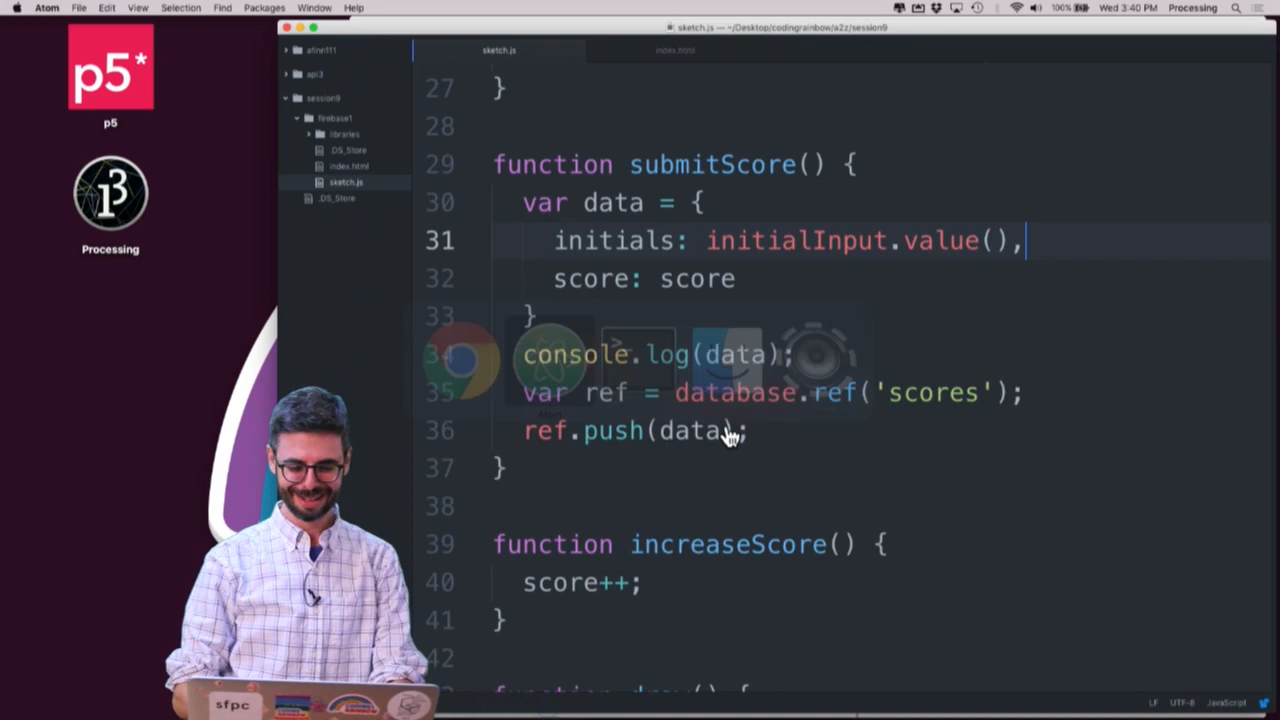 Atom File Edit View Selection Find Packages Window Help 100% Wed 3:40 PM Processing
sketch.js — ~/Desktop/codingrainbow/a2z/session9
p5*
p5
Processing
afinn111
api3
session9
firebase1
libraries
.DS_Store
index.html
sketch.js
.DS_Store
sketch.js index.html
27 }
28
29 function submitScore() {
30 var data = {
31 initials: initialInput.value(),
32 score: score
33 }
34 console.log(data);
35 var ref = database.ref('scores');
36 ref.push(data);
37 }
38
39 function increaseScore() {
40 score++;
41 }
42
function draw() {
LF UTF-8 JavaScript
sfpc